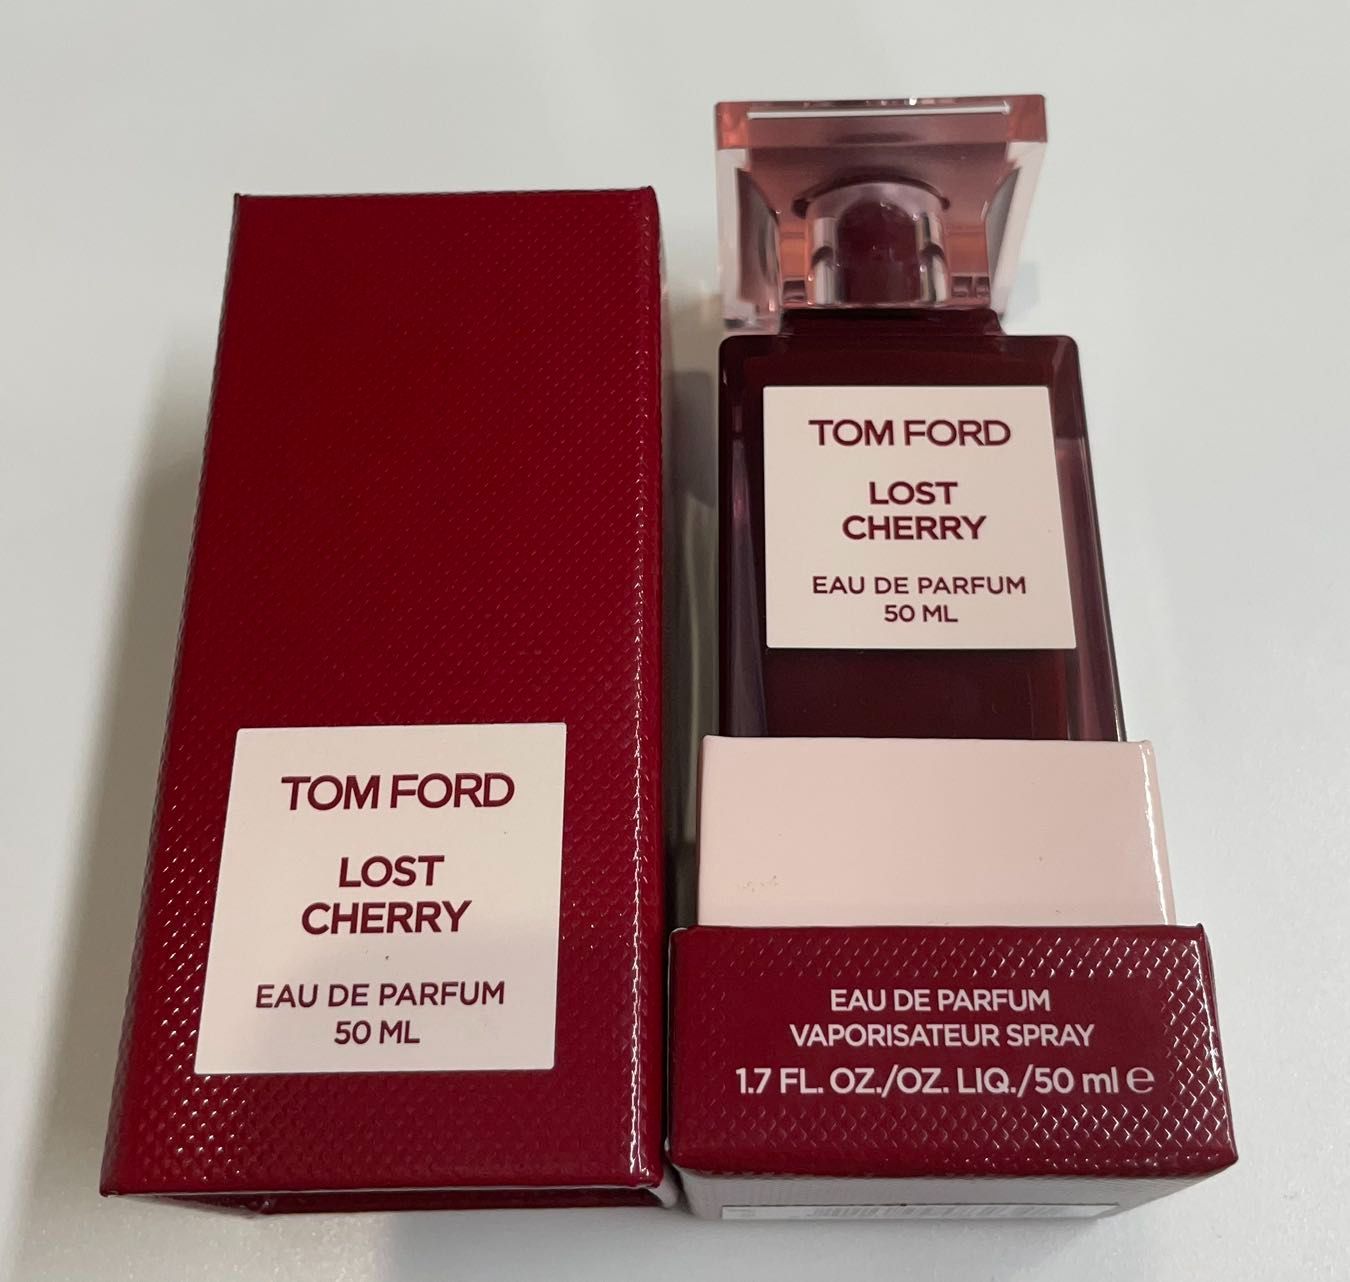 TOM FORD
LOST
CHERRY
EAU DE PARFUM
50 ML
TOM FORD
LOST
CHERRY
EAU DE PARFUM
50 ML
EAU DE PARFUM
VAPORISATEUR SPRAY
1.7 FL. OZ./OZ. LIQ./50 ml ℮